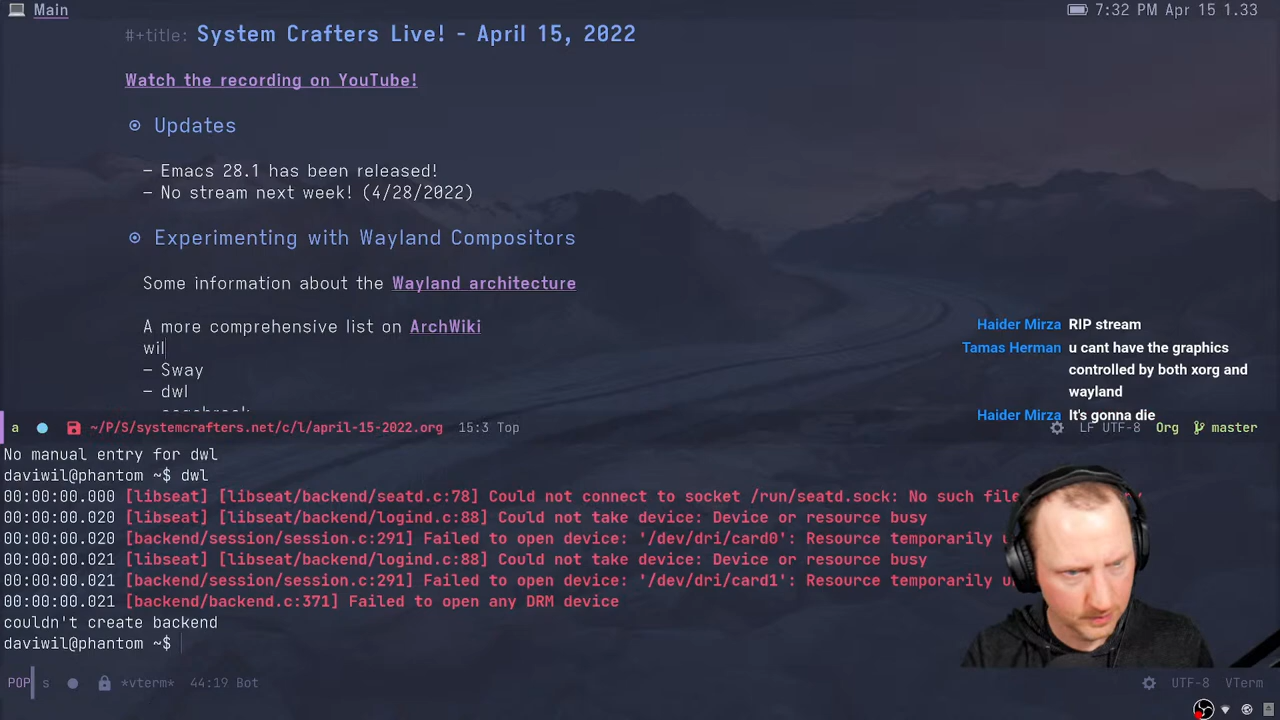 Main
7:32 PM Apr 15 1.33
#+title: System Crafters Live! - April 15, 2022
Watch the recording on YouTube!
Updates
- Emacs 28.1 has been released!
- No stream next week! (4/28/2022)
Experimenting with Wayland Compositors
Some information about the Wayland architecture
A more comprehensive list on ArchWiki
wil
- Sway
- dwl
Haider Mirza RIP stream
Tamas Herman u cant have the graphics
controlled by both xorg and
wayland
Haider Mirza It's gonna die
a ~/P/S/systemcrafters.net/c/l/april-15-2022.org 15:3 Top LF UTF-8 Org master
No manual entry for dwl
daviwil@phantom ~$ dwl
00:00:00.000 [libseat] [libseat/backend/seatd.c:78] Could not connect to socket /run/seatd.sock: No such file
00:00:00.020 [libseat] [libseat/backend/logind.c:88] Could not take device: Device or resource busy
00:00:00.020 [backend/session/session.c:291] Failed to open device: '/dev/dri/card0': Resource temporarily
00:00:00.021 [libseat] [libseat/backend/logind.c:88] Could not take device: Device or resource busy
00:00:00.021 [backend/session/session.c:291] Failed to open device: '/dev/dri/card1': Resource temporarily
00:00:00.021 [backend/backend.c:371] Failed to open any DRM device
couldn't create backend
daviwil@phantom ~$
POP s *vterm* 44:19 Bot UTF-8 VTerm